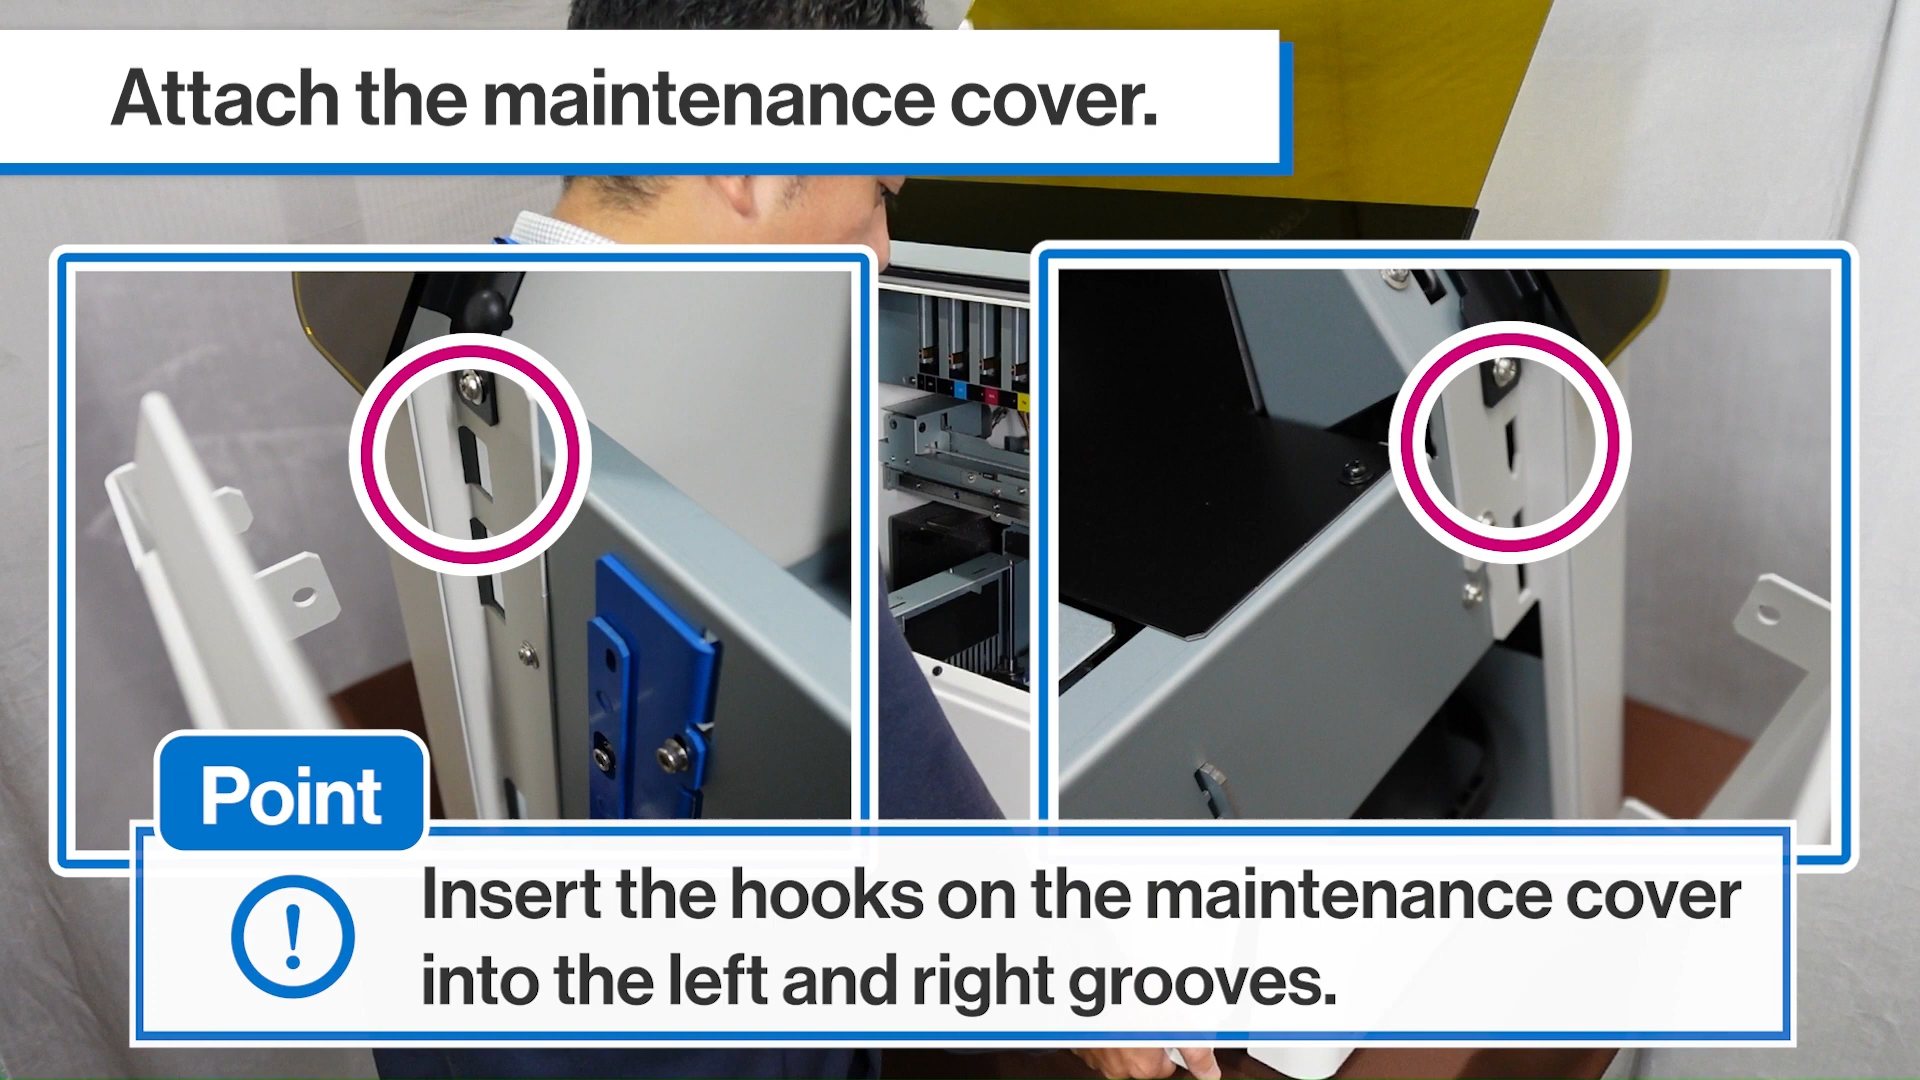 Attach the maintenance cover.
Point
Insert the hooks on the maintenance cover
into the left and right grooves.